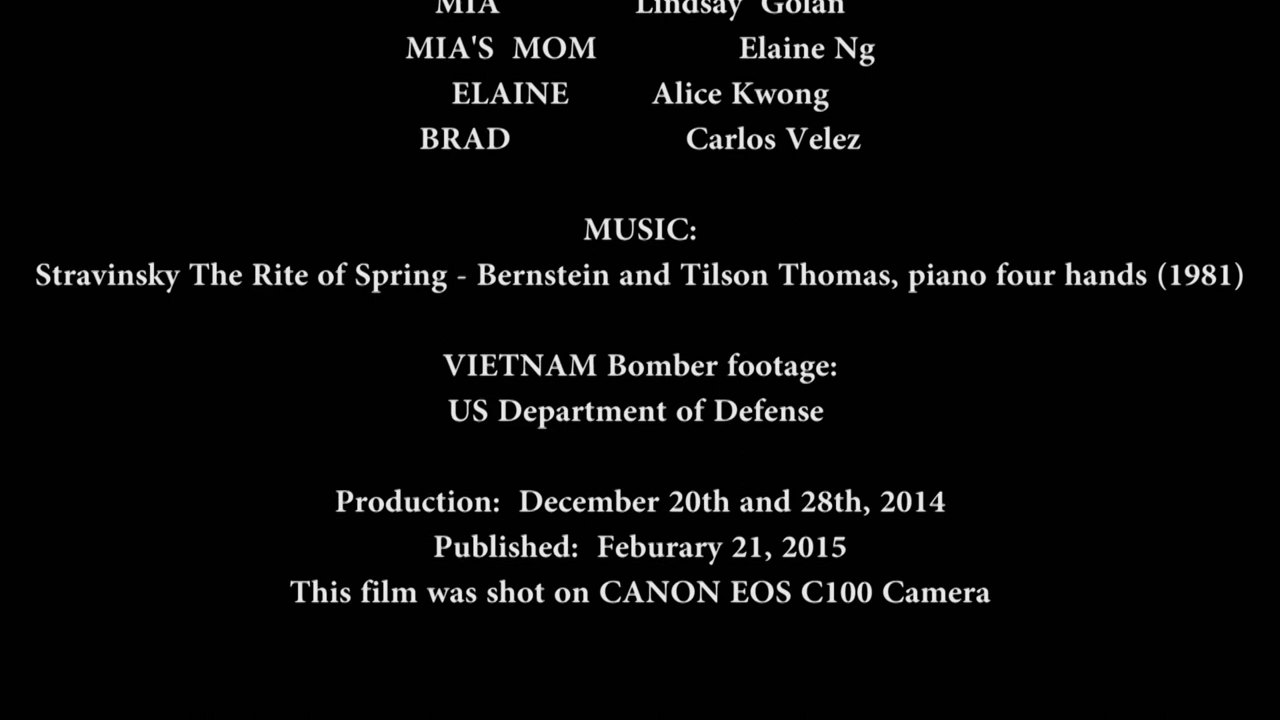 MIA Lindsay Golan
MIA'S MOM Elaine Ng
ELAINE Alice Kwong
BRAD Carlos Velez
MUSIC:
Stravinsky The Rite of Spring - Bernstein and Tilson Thomas, piano four hands (1981)
VIETNAM Bomber footage:
US Department of Defense
Production: December 20th and 28th, 2014
Published: Feburary 21, 2015
This film was shot on CANON EOS C100 Camera